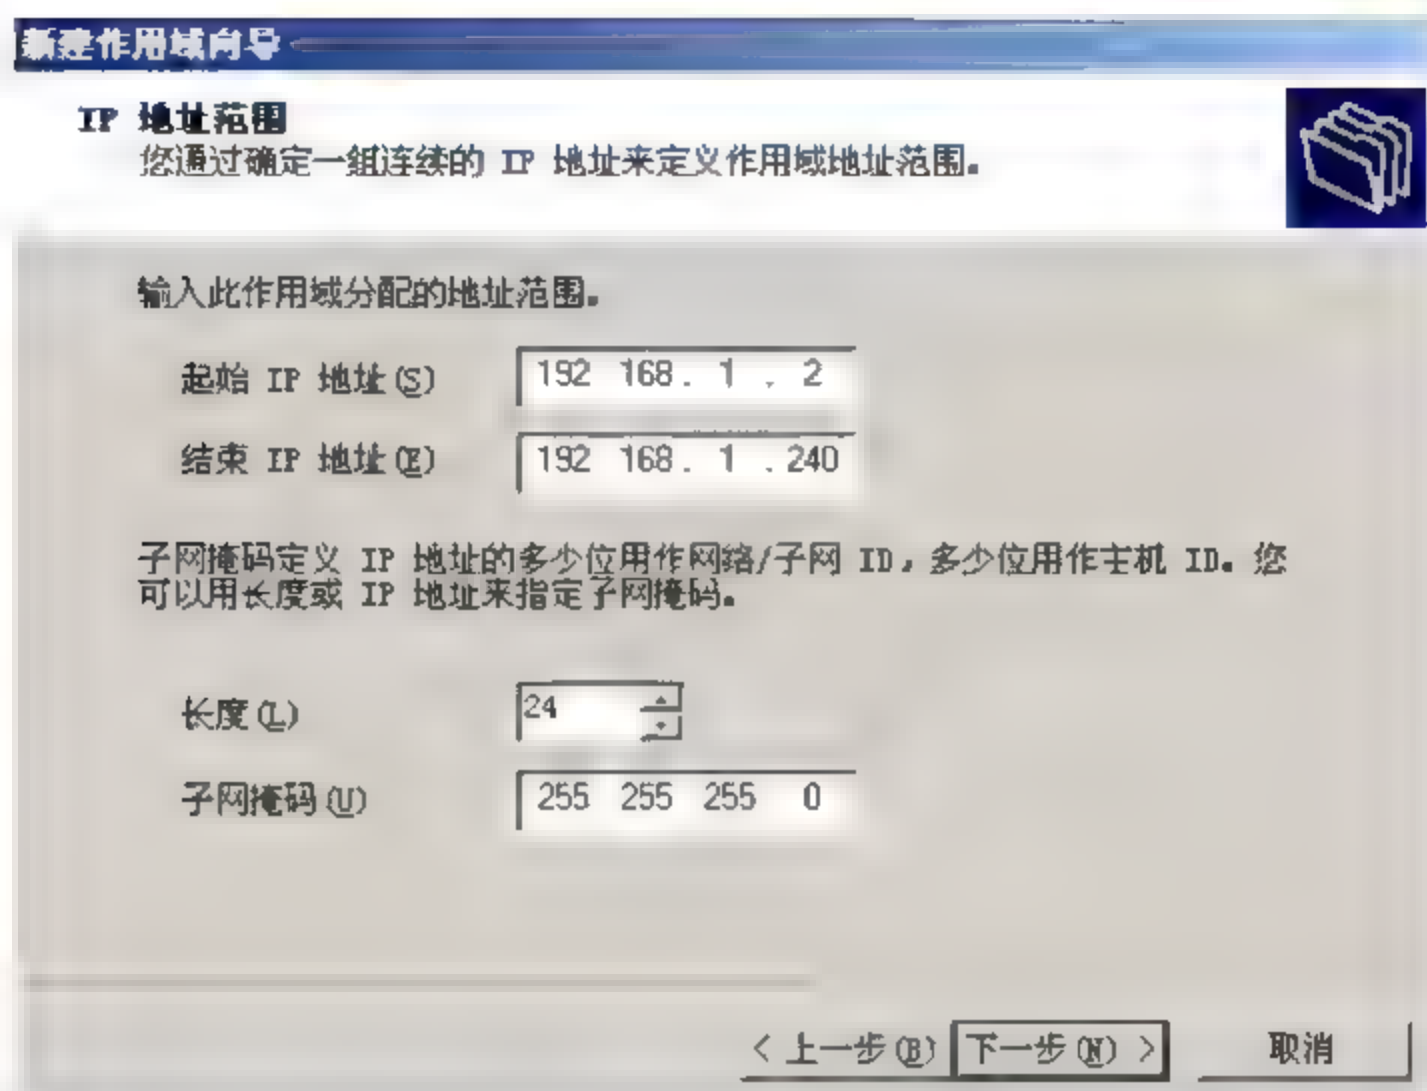 新建作用域向导
IP 地址范围
您通过确定一组连续的 IP 地址来定义作用域地址范围。
输入此作用域分配的地址范围。
起始 IP 地址(S)
192 168. 1 . 2
结束 IP 地址(E)
192 168. 1 .240
子网掩码定义 IP 地址的多少位用作网络/子网 ID，多少位用作主机 ID。您
可以用长度或 IP 地址来指定子网掩码。
长度(L)
24
子网掩码(U)
255 255 255 0
< 上一步(B) 下一步(N) > 取消